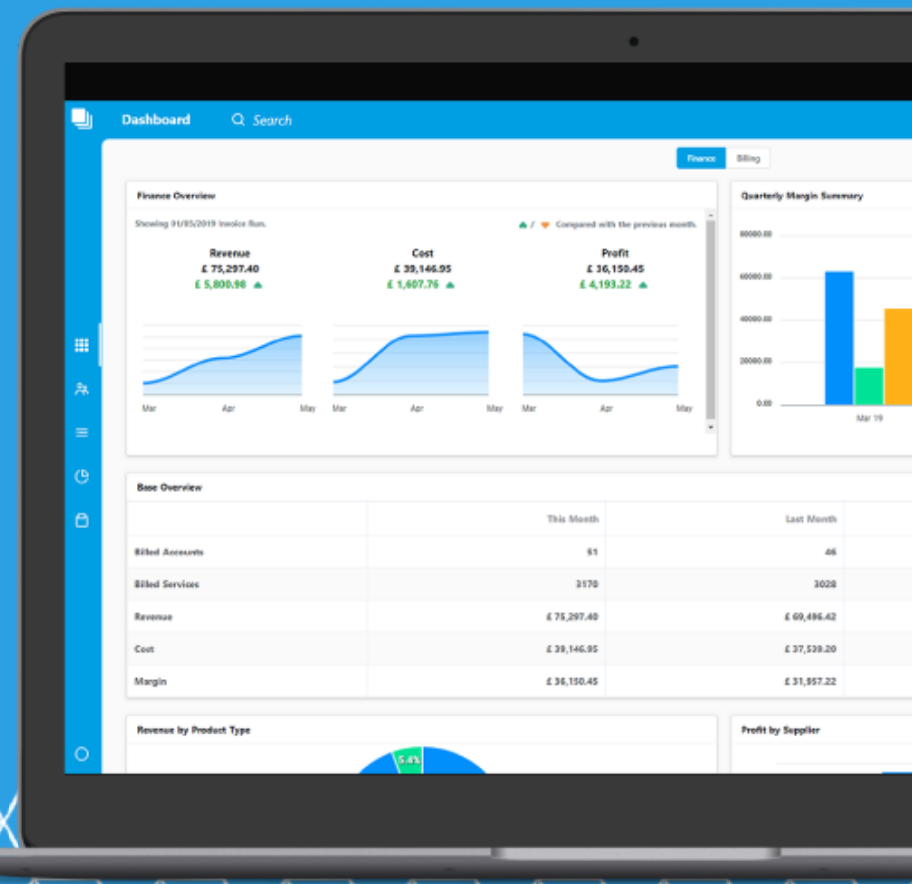 Dashboard
Search
Finance
Billing
Finance Overview
Showing 01/05/2019 Invoice Run.
/ Compared with the previous month.
Revenue
£ 75,297.40
£ 5,800.98
Cost
£ 39,146.95
£ 1,607.76
Profit
£ 36,150.45
£ 4,193.22
Mar Apr May
Mar Apr May
Mar Apr May
Quarterly Margin Summary
80000.00
60000.00
40000.00
20000.00
0.00
Mar 19
Base Overview
This Month Last Month
Billed Accounts 51 46
Billed Services 3170 3028
Revenue £ 75,297.40 £ 69,496.42
Cost £ 39,146.95 £ 37,539.20
Margin £ 36,150.45 £ 31,957.22
Revenue by Product Type
5.4%
Profit by Supplier